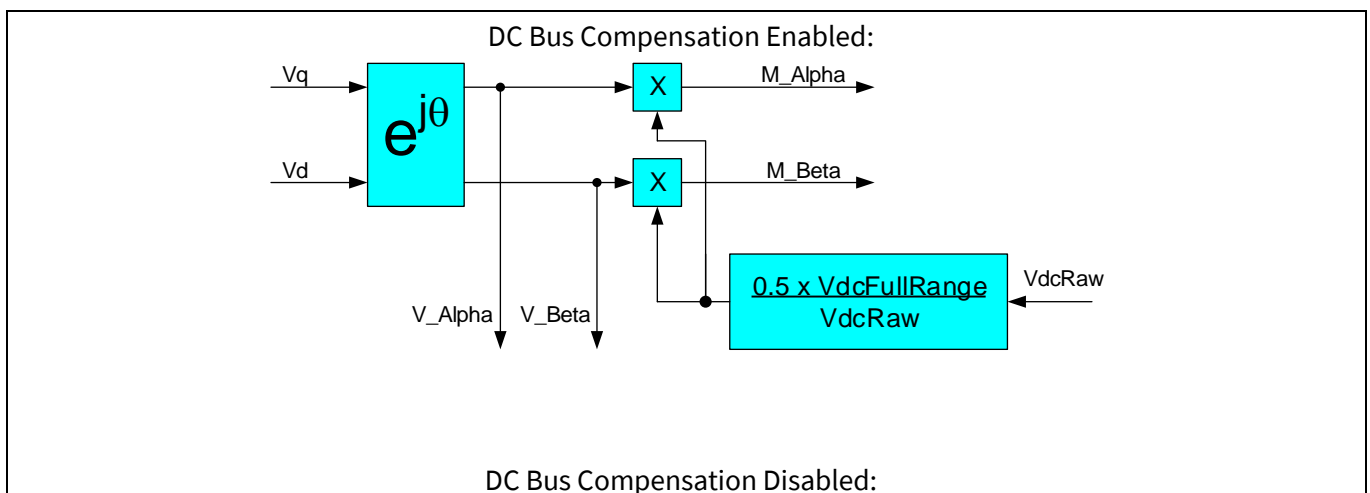 DC Bus Compensation Enabled:
Vq
M_Alpha
X
ejθ
Vd
M_Beta
X
0.5 x VdcFullRange
VdcRaw
VdcRaw
V_Alpha
V_Beta
DC Bus Compensation Disabled: